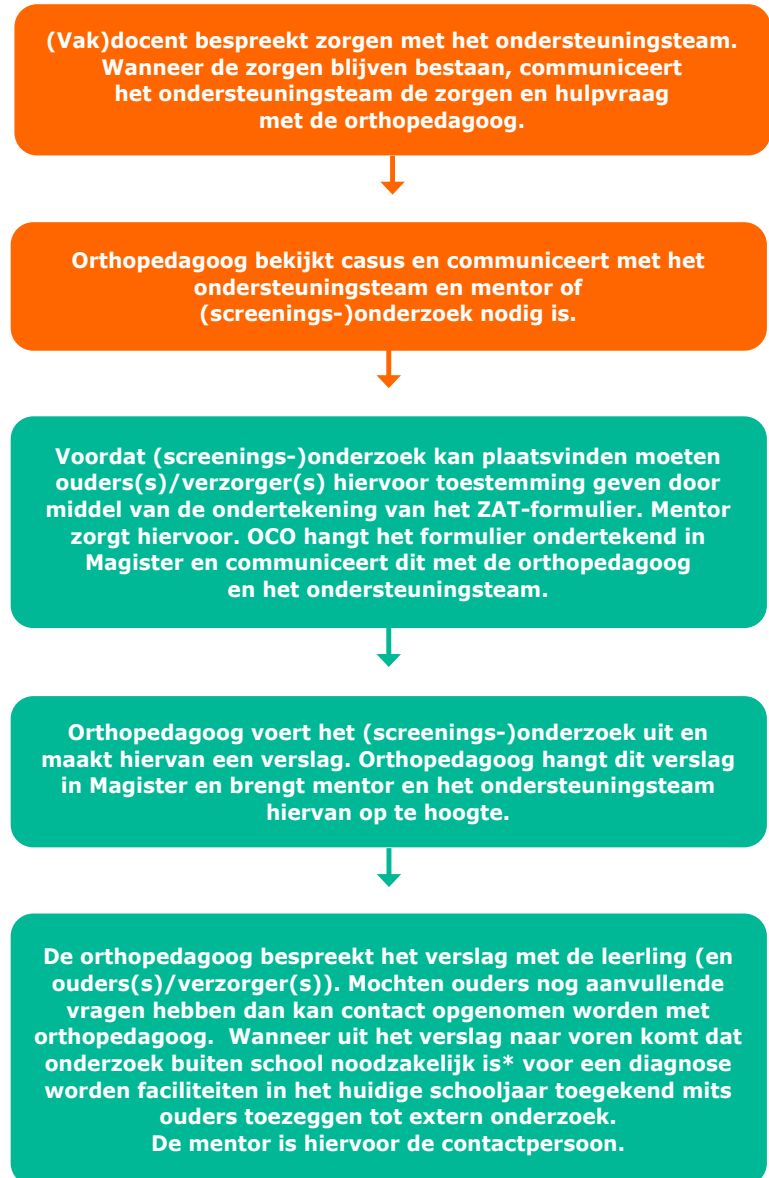 (Vak)docent bespreekt zorgen met het ondersteuningsteam.
Wanneer de zorgen blijven bestaan, communiceert
het ondersteuningsteam de zorgen en hulpvraag
met de orthopedagoog.
Orthopedagoog bekijkt casus en communiceert met het
ondersteuningsteam en mentor of
(screenings-)onderzoek nodig is.
Voordat (screenings-)onderzoek kan plaatsvinden moeten
ouders(s)/verzorger(s) hiervoor toestemming geven door
middel van de ondertekening van het ZAT-formulier. Mentor
zorgt hiervoor. OCO hangt het formulier ondertekend in
Magister en communiceert dit met de orthopedagoog
en het ondersteuningsteam.
Orthopedagoog voert het (screenings-)onderzoek uit en
maakt hiervan een verslag. Orthopedagoog hangt dit verslag
in Magister en brengt mentor en het ondersteuningsteam
hiervan op te hoogte.
De orthopedagoog bespreekt het verslag met de leerling (en
ouders(s)/verzorger(s)). Mochten ouders nog aanvullende
vragen hebben dan kan contact opgenomen worden met
orthopedagoog.  Wanneer uit het verslag naar voren komt dat
onderzoek buiten school noodzakelijk is* voor een diagnose
worden faciliteiten in het huidige schooljaar toegekend mits
ouders toezeggen tot extern onderzoek.
De mentor is hiervoor de contactpersoon.